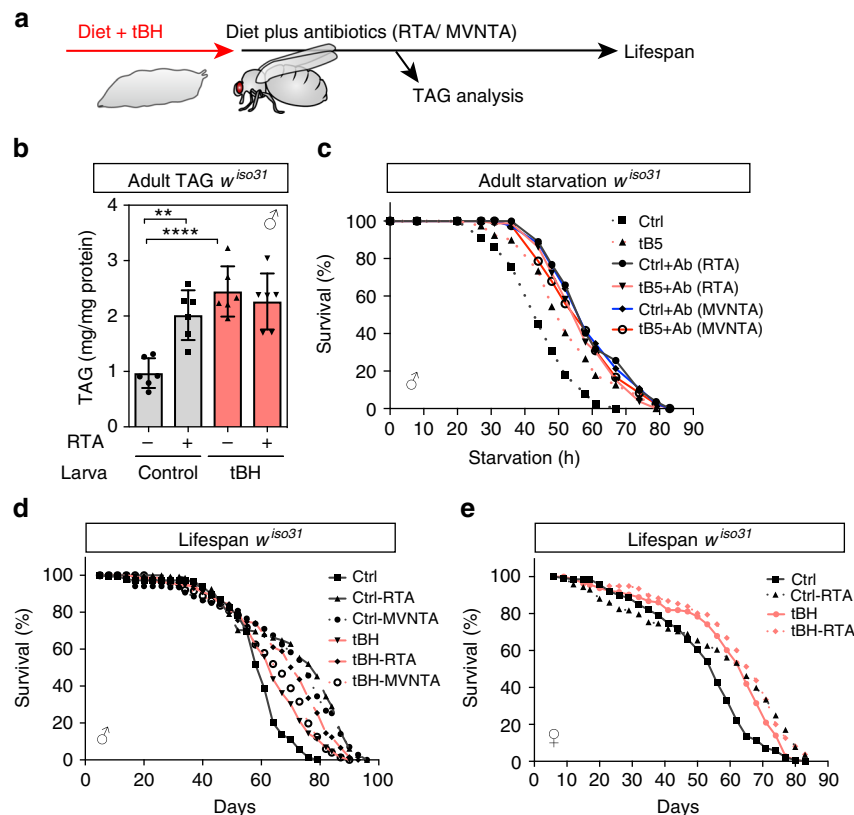 a
Diet + tBH
Diet plus antibiotics (RTA/ MVNTA)
Lifespan
TAG analysis
b
Adult TAG w iso31
4
3
2
1
0
TAG (mg/mg protein)
**
****
♂
RTA − + − +
Larva Control tBH
c
Adult starvation w iso31
100
80
60
40
20
0
Survival (%)
0 10 20 30 40 50 60 70 80 90
Starvation (h)
♂
Ctrl
tB5
Ctrl+Ab (RTA)
tB5+Ab (RTA)
Ctrl+Ab (MVNTA)
tB5+Ab (MVNTA)
d
Lifespan w iso31
100
80
60
40
20
0
Survival (%)
0 20 40 60 80 100
Days
♂
Ctrl
Ctrl-RTA
Ctrl-MVNTA
tBH
tBH-RTA
tBH-MVNTA
e
Lifespan w iso31
100
80
60
40
20
0
Survival (%)
0 10 20 30 40 50 60 70 80 90
Days
♀
Ctrl
Ctrl-RTA
tBH
tBH-RTA